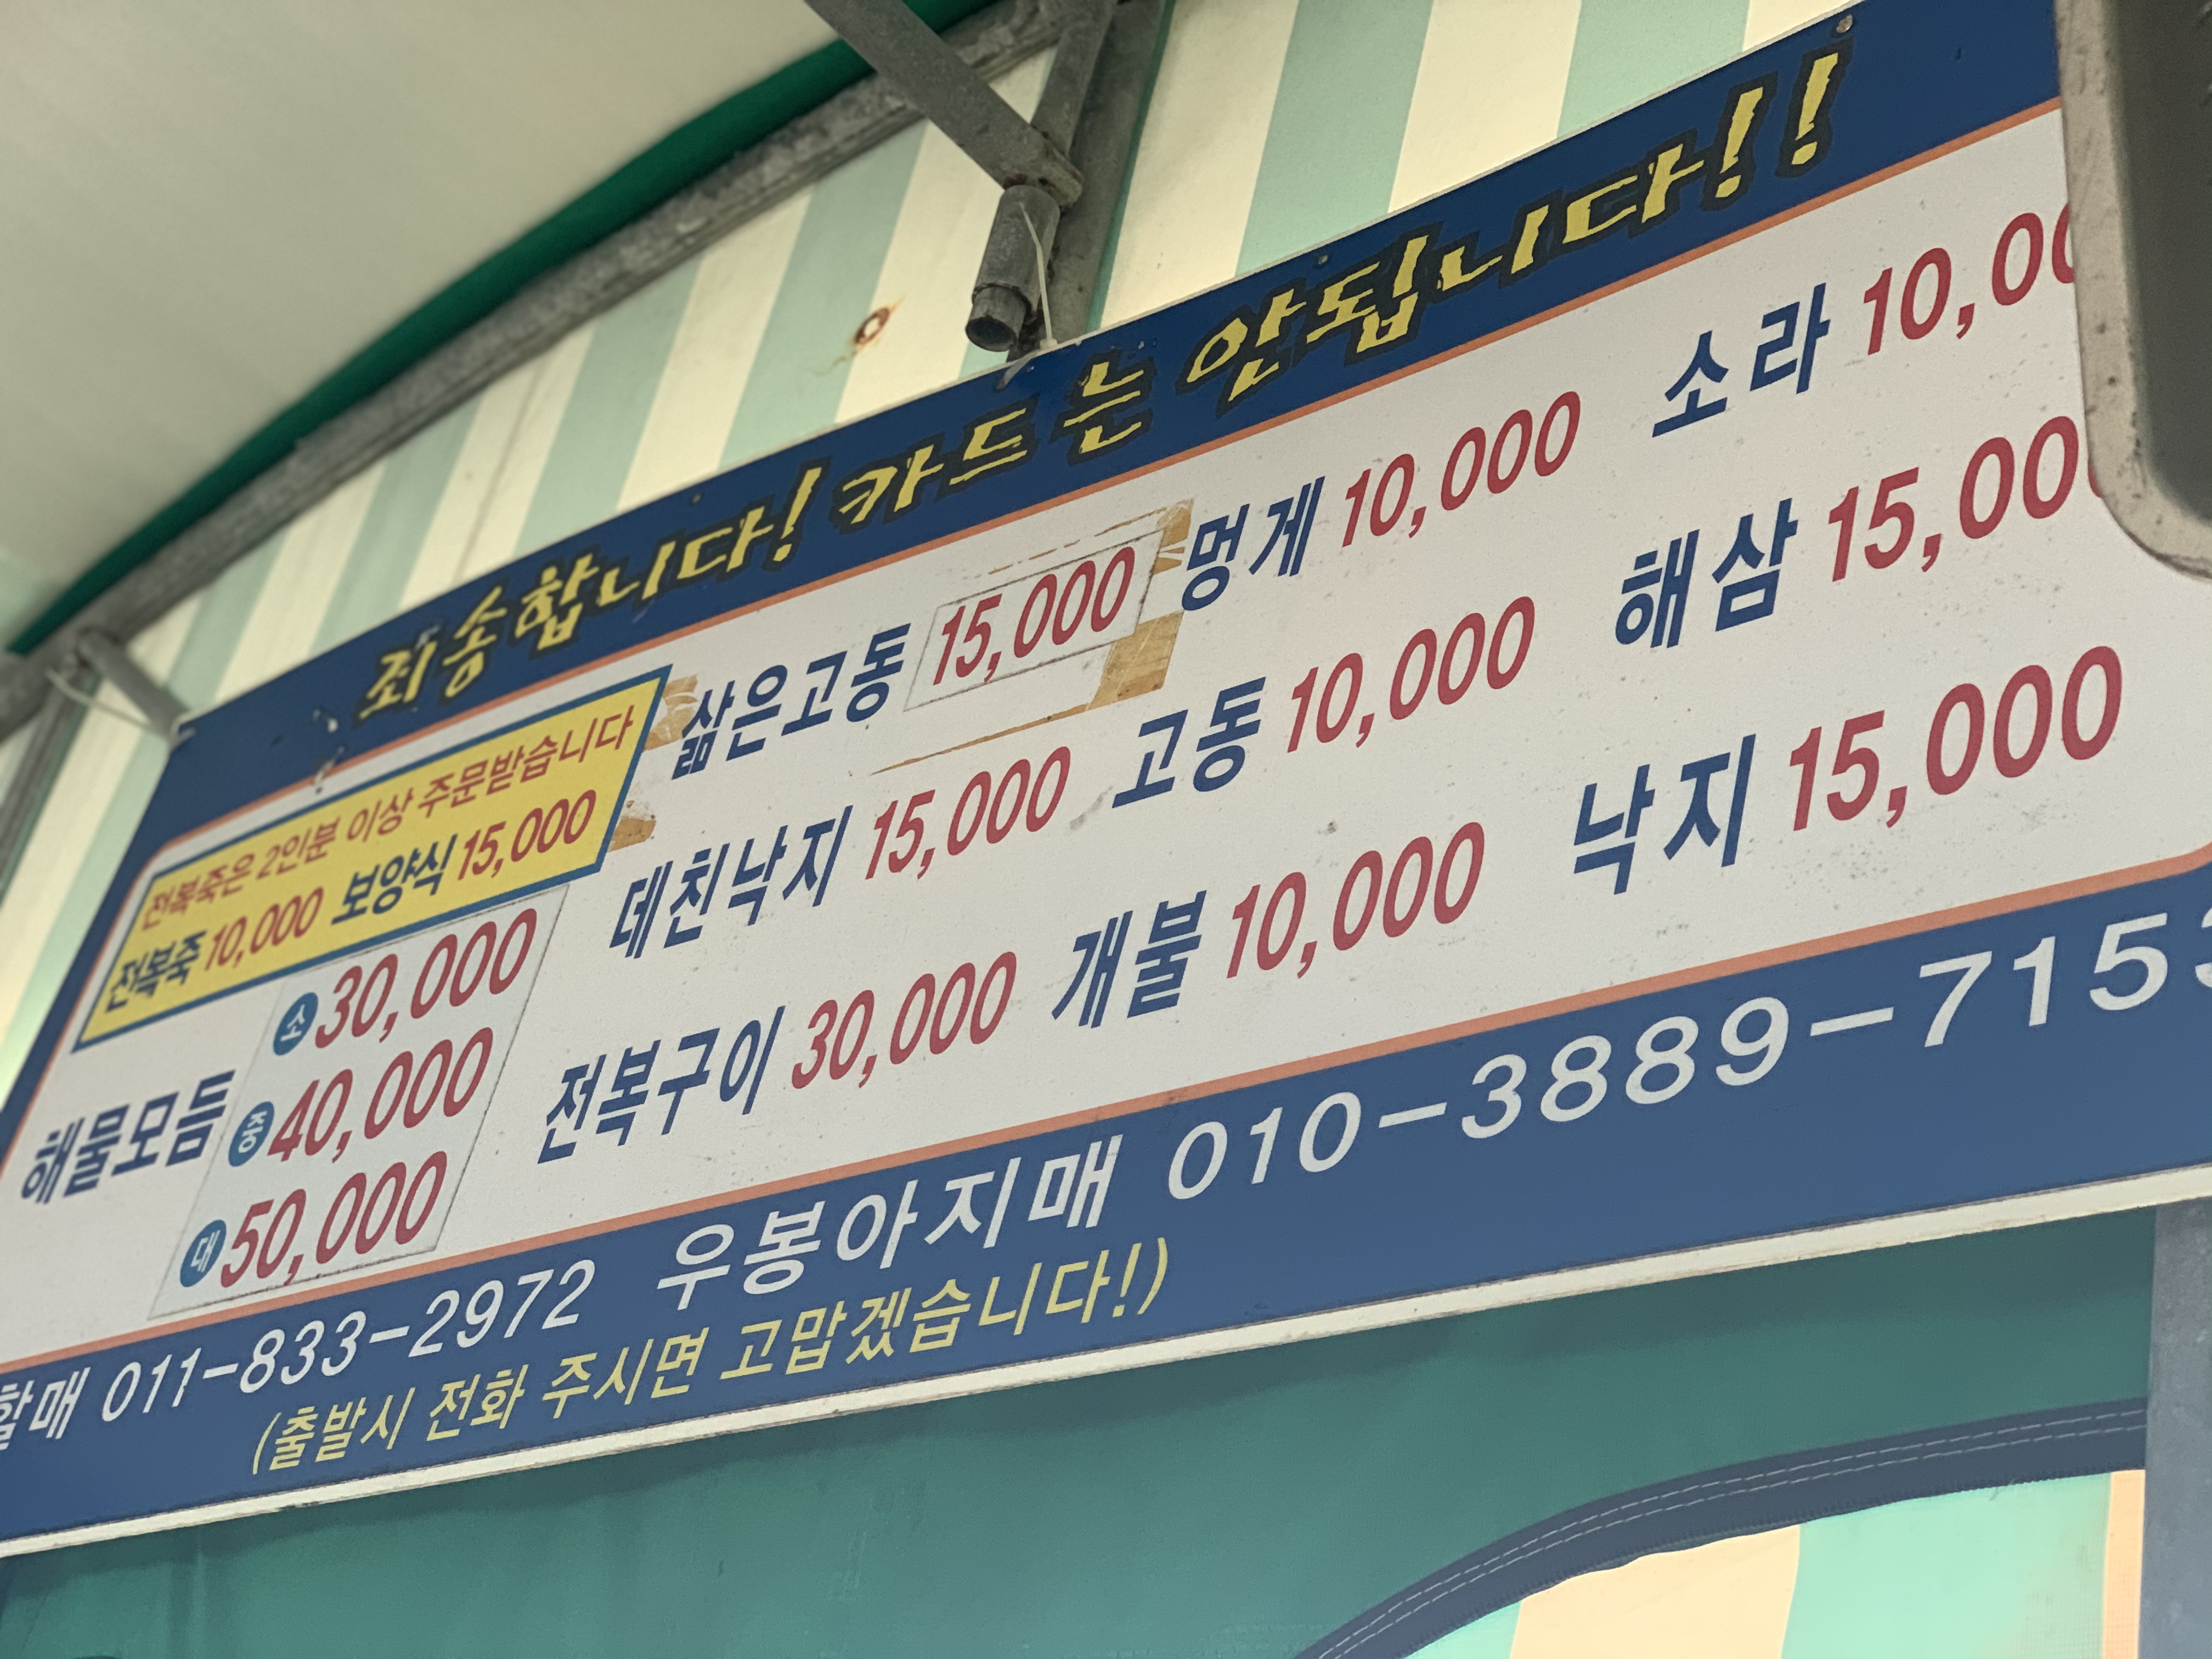 죄송합니다! 카드는 안됩니다!!
전복죽은 2인분 이상 주문받습니다
전복죽 10,000 보양식 15,000
해물모듬
소 30,000
중 40,000
대 50,000
삶은고동 15,000 멍게 10,000 소라 10,00
데친낙지 15,000 고동 10,000 해삼 15,00
전복구이 30,000 개불 10,000 낙지 15,000
할매 011-833-2972 우봉아지매 010-3889-7153
(출발시 전화 주시면 고맙겠습니다!)